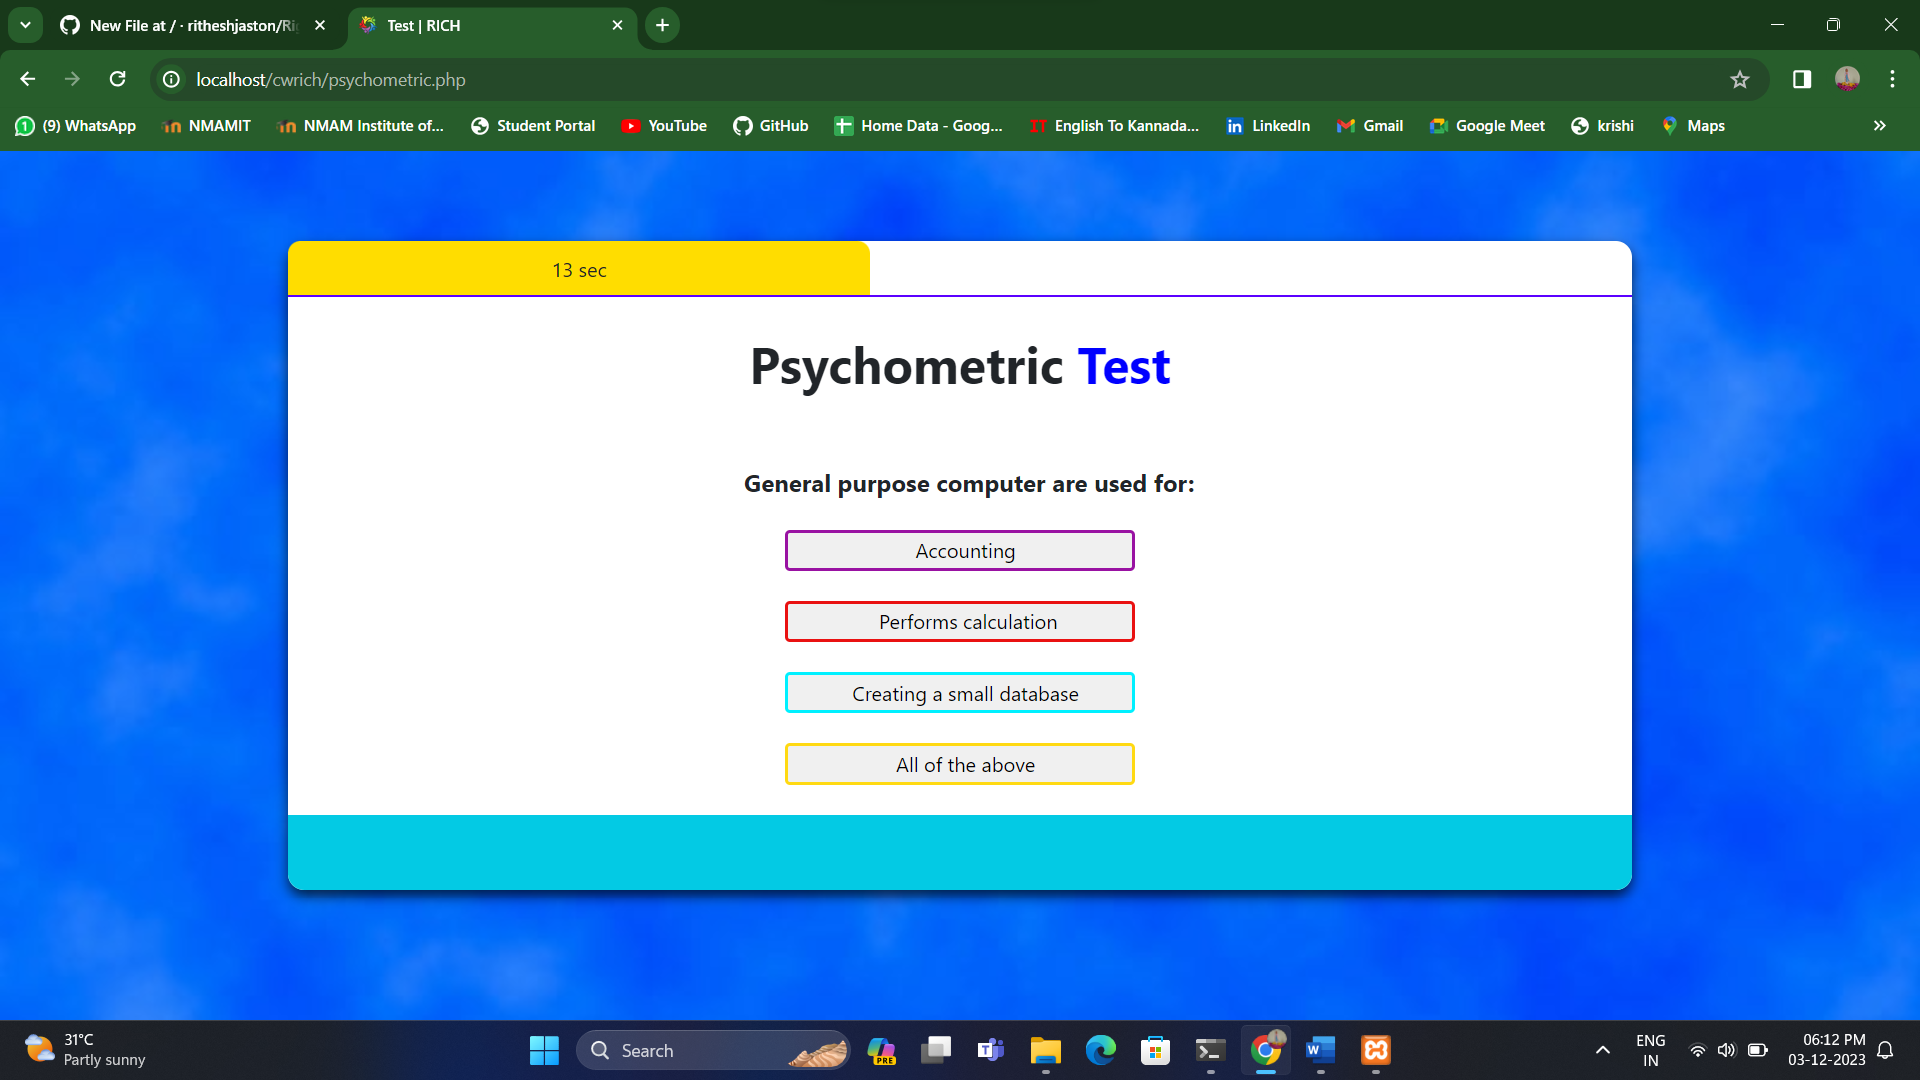 New File at / · ritheshjaston/Ri
Test | RICH
localhost/cwrich/psychometric.php
(9) WhatsApp
NMAMIT
NMAM Institute of...
Student Portal
YouTube
GitHub
Home Data - Goog...
English To Kannada...
LinkedIn
Gmail
Google Meet
krishi
Maps
13 sec
Psychometric Test
General purpose computer are used for:
Accounting
Performs calculation
Creating a small database
All of the above
31°C
Partly sunny
Search
PRE
ENG
IN
06:12 PM
03-12-2023